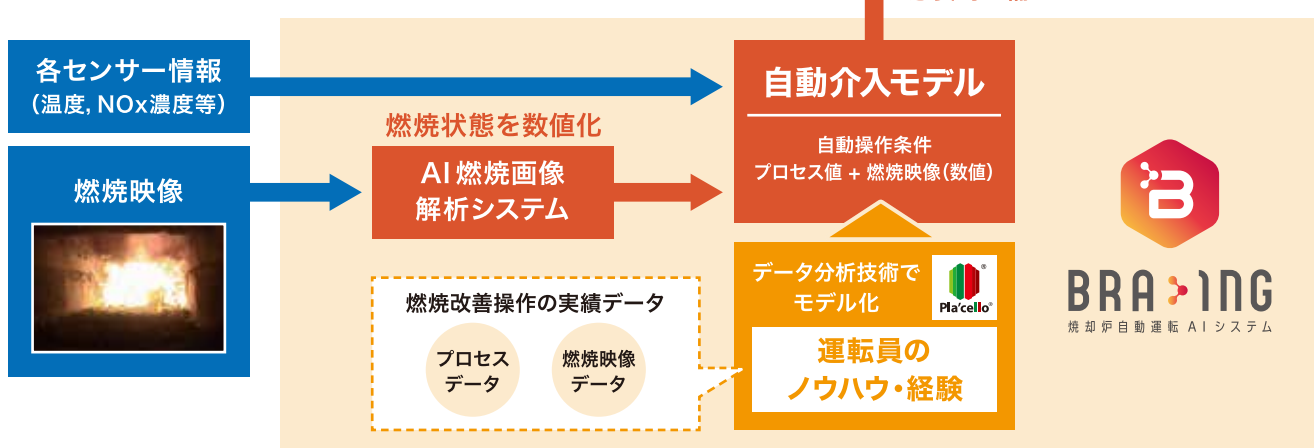 各センサー情報
（温度, NOx濃度等）
燃焼映像
燃焼状態を数値化
AI燃焼画像
解析システム
自動介入モデル
自動操作条件
プロセス値 + 燃焼映像（数値）
燃焼改善操作の実績データ
プロセス
データ
燃焼映像
データ
データ分析技術で
モデル化
Pla'cello®
運転員の
ノウハウ・経験
B
BRA-ING
焼却炉自動運転 AI システム